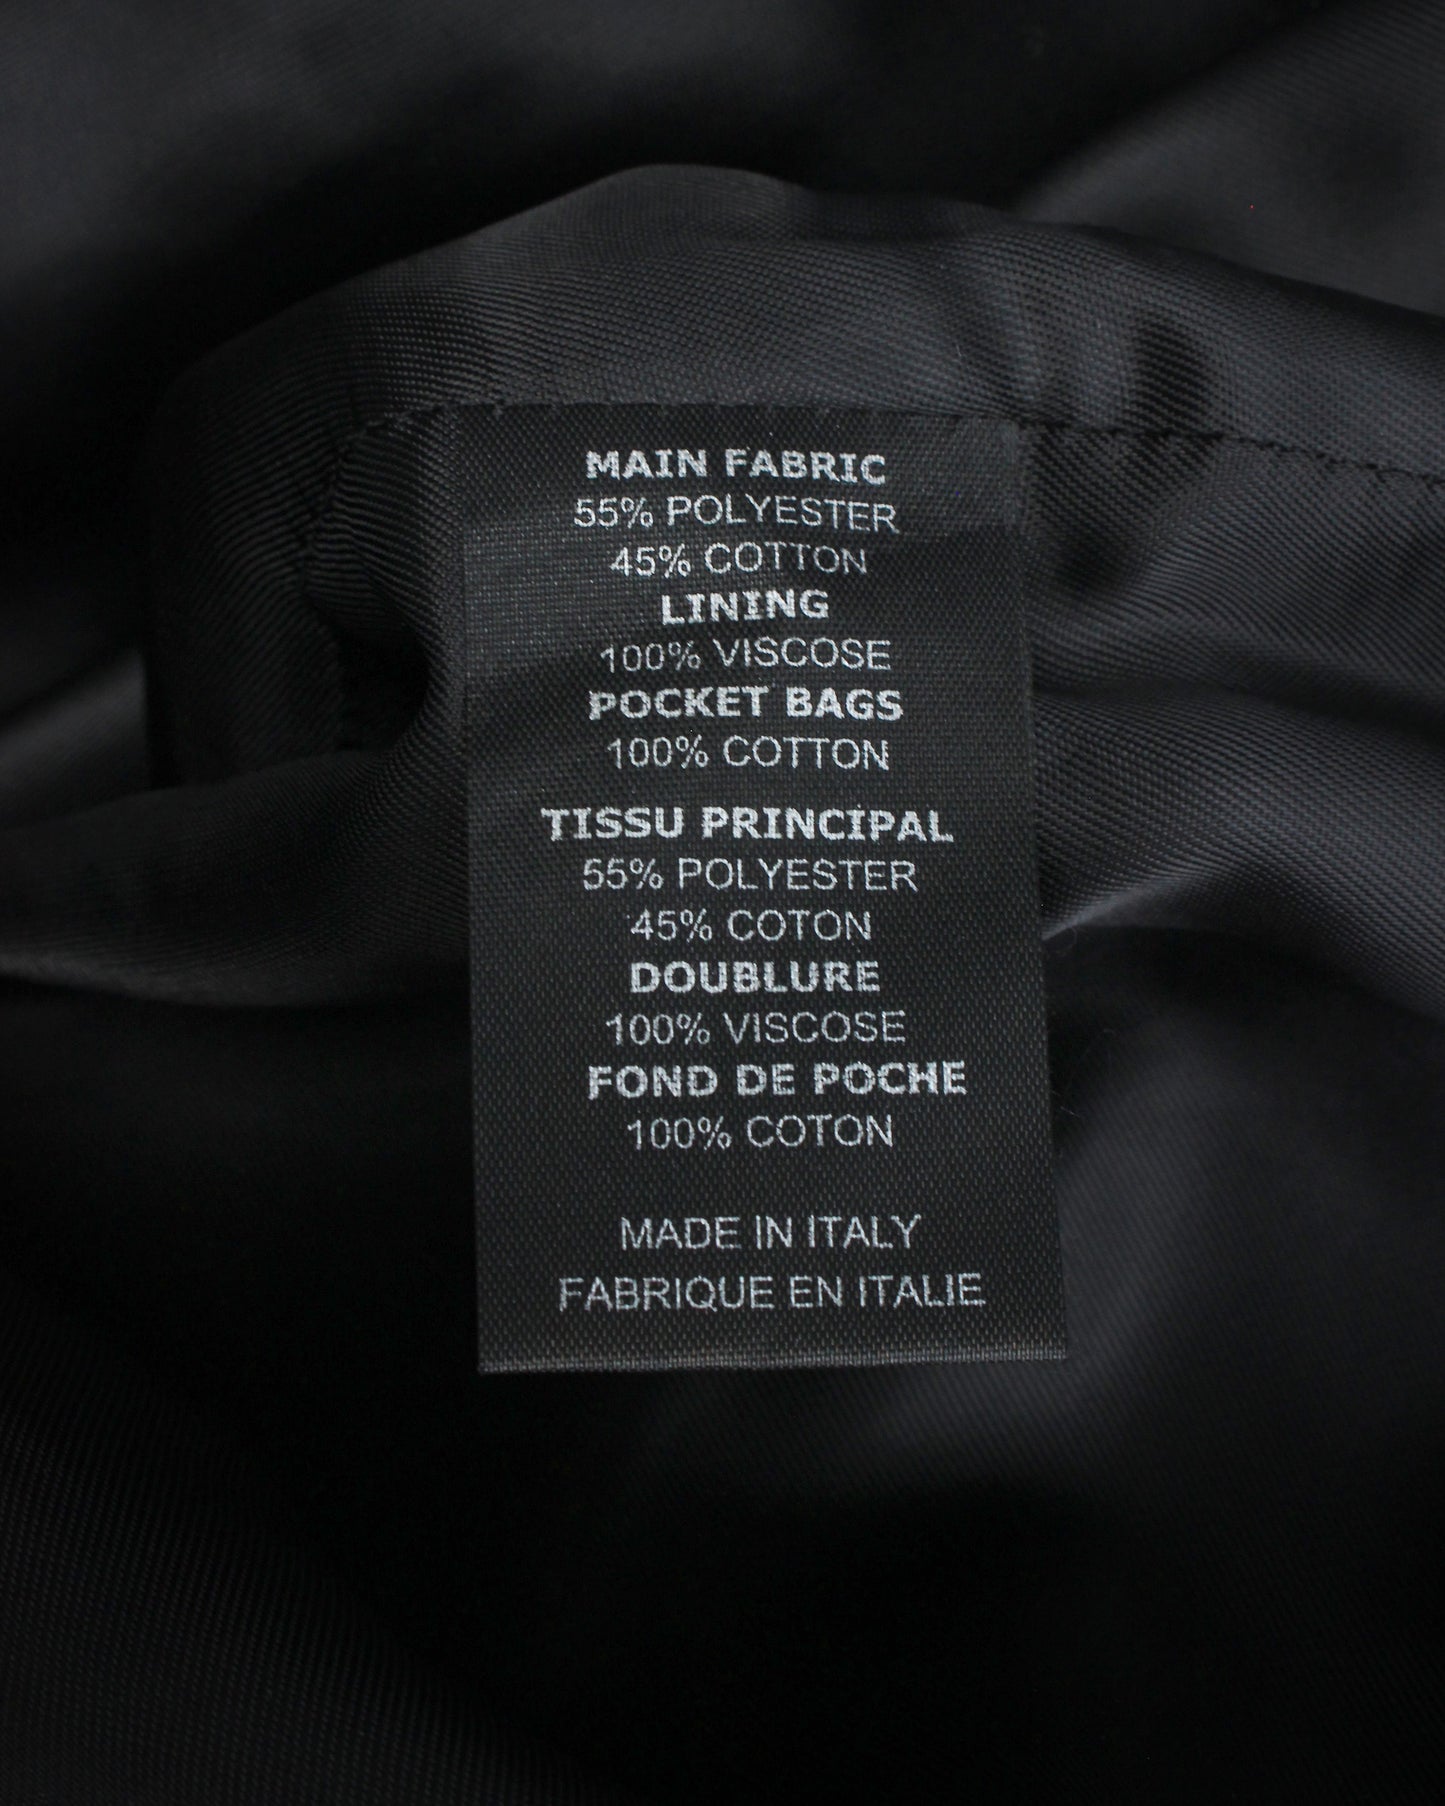 MAIN FABRIC
55% POLYESTER
45% COTTON
LINING
100% VISCOSE
POCKET BAGS
100% COTTON
TISSU PRINCIPAL
55% POLYESTER
45% COTON
DOUBLURE
100% VISCOSE
FOND DE POCHE
100% COTON
MADE IN ITALY
FABRIQUE EN ITALIE